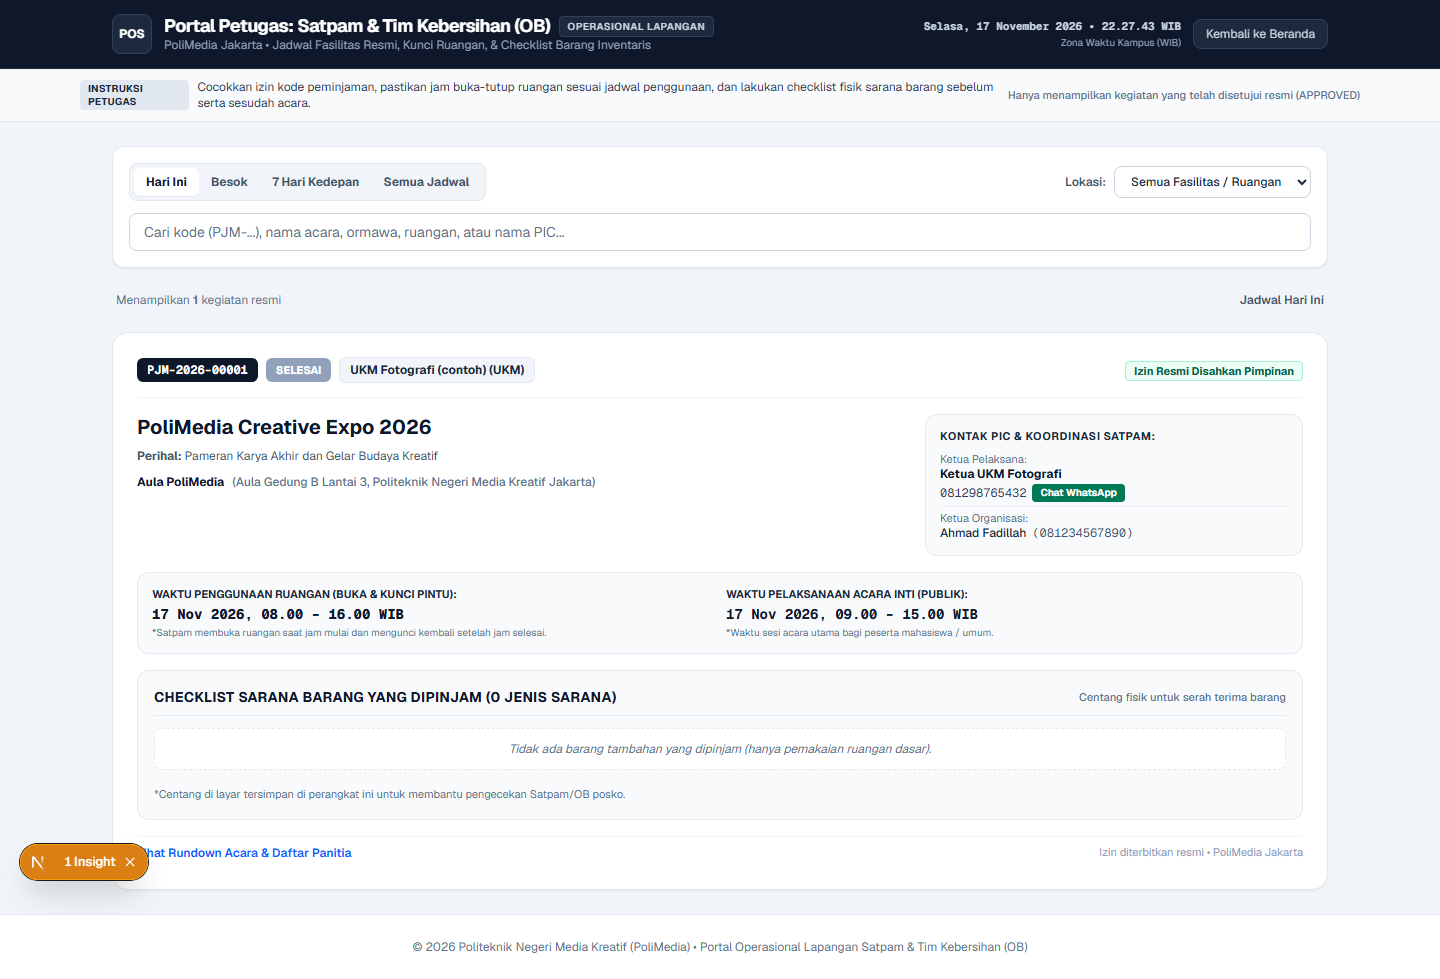 POS
Portal Petugas: Satpam & Tim Kebersihan (OB) OPERASIONAL LAPANGAN
PoliMedia Jakarta • Jadwal Fasilitas Resmi, Kunci Ruangan, & Checklist Barang Inventaris
Selasa, 17 November 2026 • 22.27.43 WIB
Zona Waktu Kampus (WIB)
Kembali ke Beranda
INSTRUKSI PETUGAS
Cocokkan izin kode peminjaman, pastikan jam buka-tutup ruangan sesuai jadwal penggunaan, dan lakukan checklist fisik sarana barang sebelum
serta sesudah acara.
Hanya menampilkan kegiatan yang telah disetujui resmi (APPROVED)
Hari Ini Besok 7 Hari Kedepan Semua Jadwal
Lokasi: Semua Fasilitas / Ruangan
Cari kode (PJM-...), nama acara, ormawa, ruangan, atau nama PIC...
Menampilkan 1 kegiatan resmi
Jadwal Hari Ini
PJM-2026-00001 SELESAI UKM Fotografi (contoh) (UKM)
Izin Resmi Disahkan Pimpinan
PoliMedia Creative Expo 2026
Perihal: Pameran Karya Akhir dan Gelar Budaya Kreatif
Aula PoliMedia (Aula Gedung B Lantai 3, Politeknik Negeri Media Kreatif Jakarta)
KONTAK PIC & KOORDINASI SATPAM:
Ketua Pelaksana:
Ketua UKM Fotografi
081298765432 Chat WhatsApp
Ketua Organisasi:
Ahmad Fadillah (081234567890)
WAKTU PENGGUNAAN RUANGAN (BUKA & KUNCI PINTU):
17 Nov 2026, 08.00 - 16.00 WIB
*Satpam membuka ruangan saat jam mulai dan mengunci kembali setelah jam selesai.
WAKTU PELAKSANAAN ACARA INTI (PUBLIK):
17 Nov 2026, 09.00 - 15.00 WIB
*Waktu sesi acara utama bagi peserta mahasiswa / umum.
CHECKLIST SARANA BARANG YANG DIPINJAM (0 JENIS SARANA)
Centang fisik untuk serah terima barang
Tidak ada barang tambahan yang dipinjam (hanya pemakaian ruangan dasar).
*Centang di layar tersimpan di perangkat ini untuk membantu pengecekan Satpam/OB posko.
1 Insight
Rundown Acara & Daftar Panitia
Izin diterbitkan resmi • PoliMedia Jakarta
© 2026 Politeknik Negeri Media Kreatif (PoliMedia) • Portal Operasional Lapangan Satpam & Tim Kebersihan (OB)